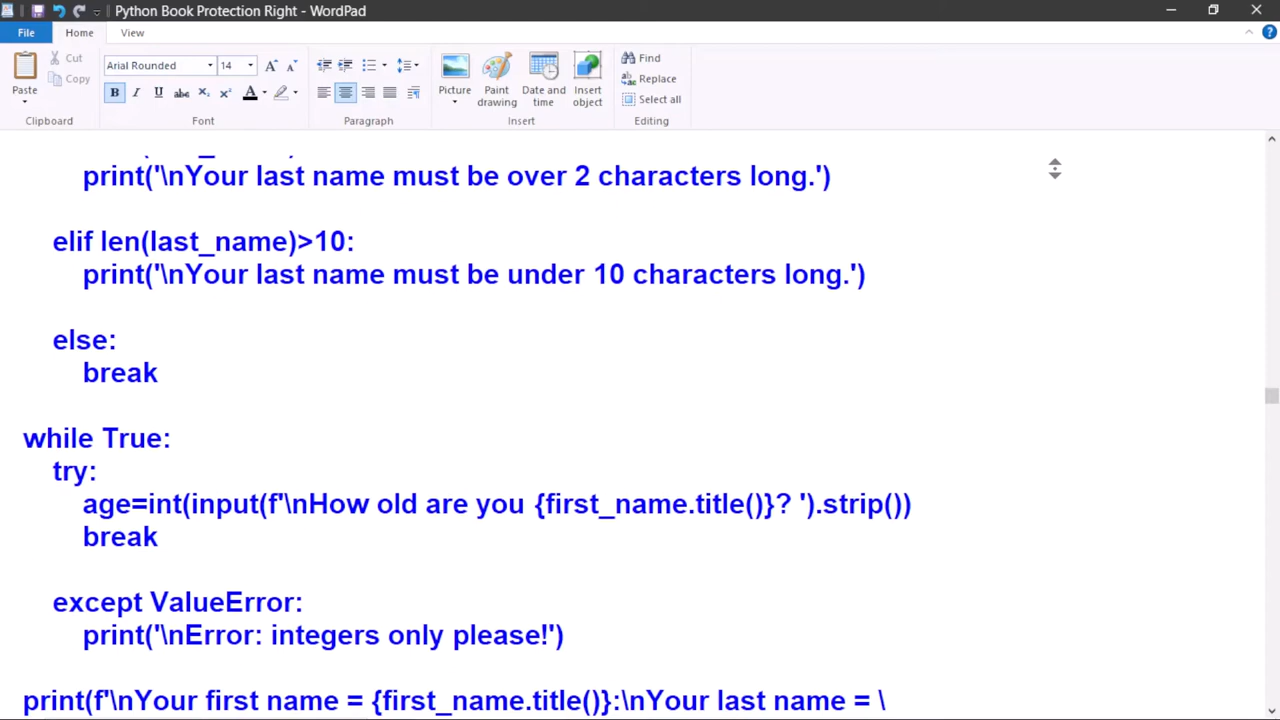 Python Book Protection Right - WordPad
File Home View
Paste Cut Copy
Arial Rounded 14
Picture Paint drawing Date and time Insert object
Find
Replace
Select all
Clipboard Font Paragraph Insert Editing
print('\nYour last name must be over 2 characters long.')
elif len(last_name)>10:
print('\nYour last name must be under 10 characters long.')
else:
break
while True:
try:
age=int(input(f'\nHow old are you {first_name.title()}? ').strip())
break
except ValueError:
print('\nError: integers only please!')
print(f'\nYour first name = {first_name.title()}:\nYour last name = \